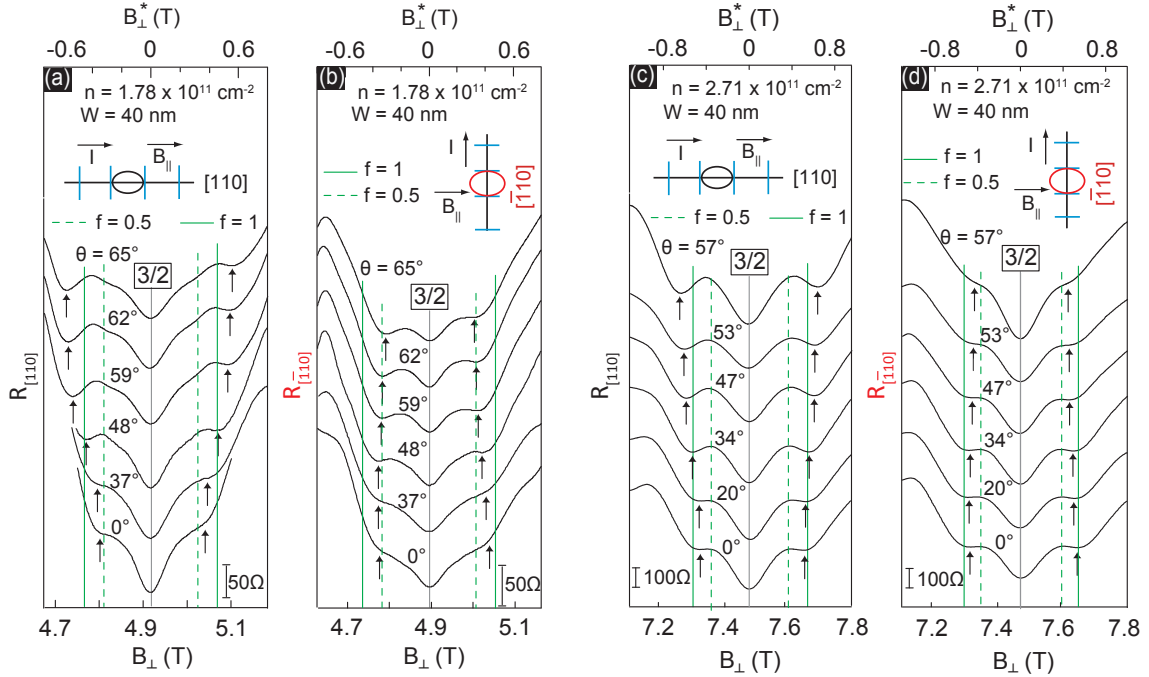 B⊥* (T)
-0.6 0 0.6
(a)
n = 1.78 x 10¹¹ cm⁻²
W = 40 nm
I
B||
[110]
f = 0.5
f = 1
θ = 65°
3/2
62°
59°
48°
37°
0°
50Ω
R[110]
4.7 4.9 5.1
B⊥ (T)
B⊥* (T)
-0.6 0 0.6
(b)
n = 1.78 x 10¹¹ cm⁻²
W = 40 nm
I
f = 1
f = 0.5
B||
[1̄10]
θ = 65°
3/2
62°
59°
48°
37°
0°
50Ω
R[1̄10]
4.7 4.9 5.1
B⊥ (T)
B⊥* (T)
-0.8 0 0.8
(c)
n = 2.71 x 10¹¹ cm⁻²
W = 40 nm
I
B||
[110]
f = 0.5
f = 1
θ = 57°
3/2
53°
47°
34°
20°
0°
100Ω
R[110]
7.2 7.4 7.6 7.8
B⊥ (T)
B⊥* (T)
-0.8 0 0.8
(d)
n = 2.71 x 10¹¹ cm⁻²
W = 40 nm
I
f = 1
f = 0.5
B||
[1̄10]
θ = 57°
3/2
53°
47°
34°
20°
0°
100Ω
R[1̄10]
7.2 7.4 7.6 7.8
B⊥ (T)